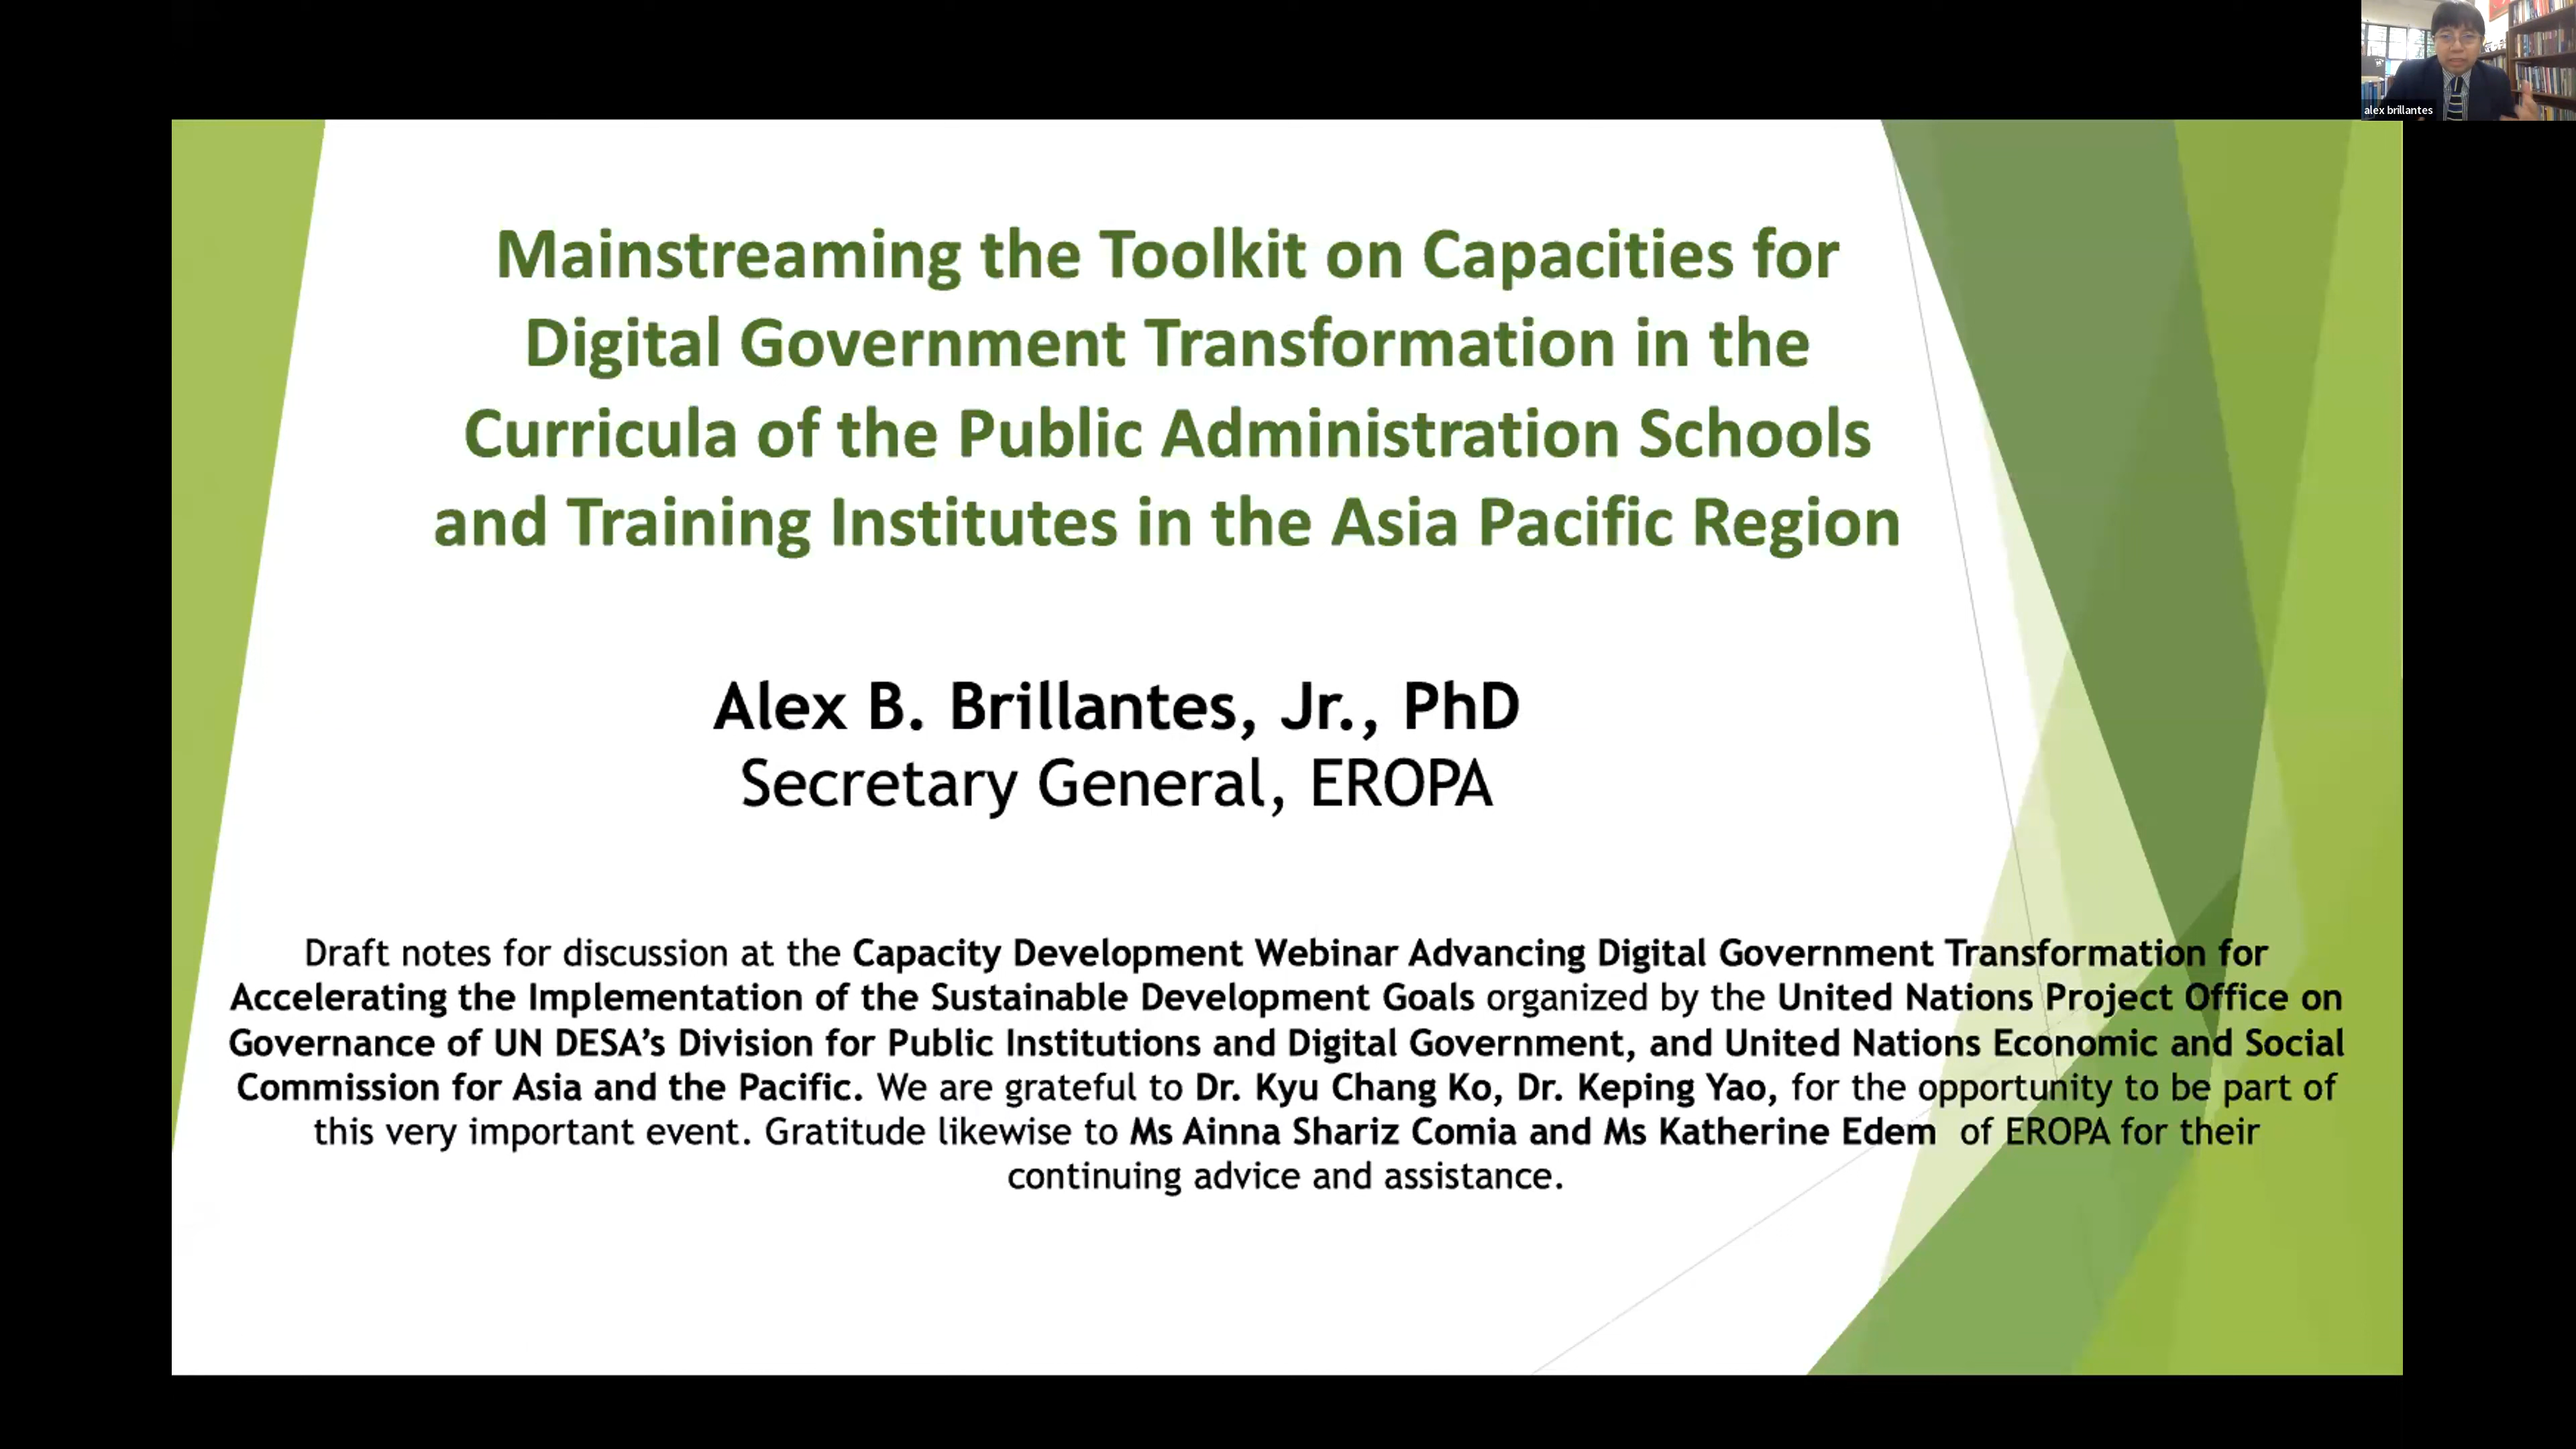 alex brillantes
Mainstreaming the Toolkit on Capacities for
Digital Government Transformation in the
Curricula of the Public Administration Schools
and Training Institutes in the Asia Pacific Region
Alex B. Brillantes, Jr., PhD
Secretary General, EROPA
Draft notes for discussion at the Capacity Development Webinar Advancing Digital Government Transformation for
Accelerating the Implementation of the Sustainable Development Goals organized by the United Nations Project Office on
Governance of UN DESA’s Division for Public Institutions and Digital Government, and United Nations Economic and Social
Commission for Asia and the Pacific. We are grateful to Dr. Kyu Chang Ko, Dr. Keping Yao, for the opportunity to be part of
this very important event. Gratitude likewise to Ms Ainna Shariz Comia and Ms Katherine Edem of EROPA for their
continuing advice and assistance.